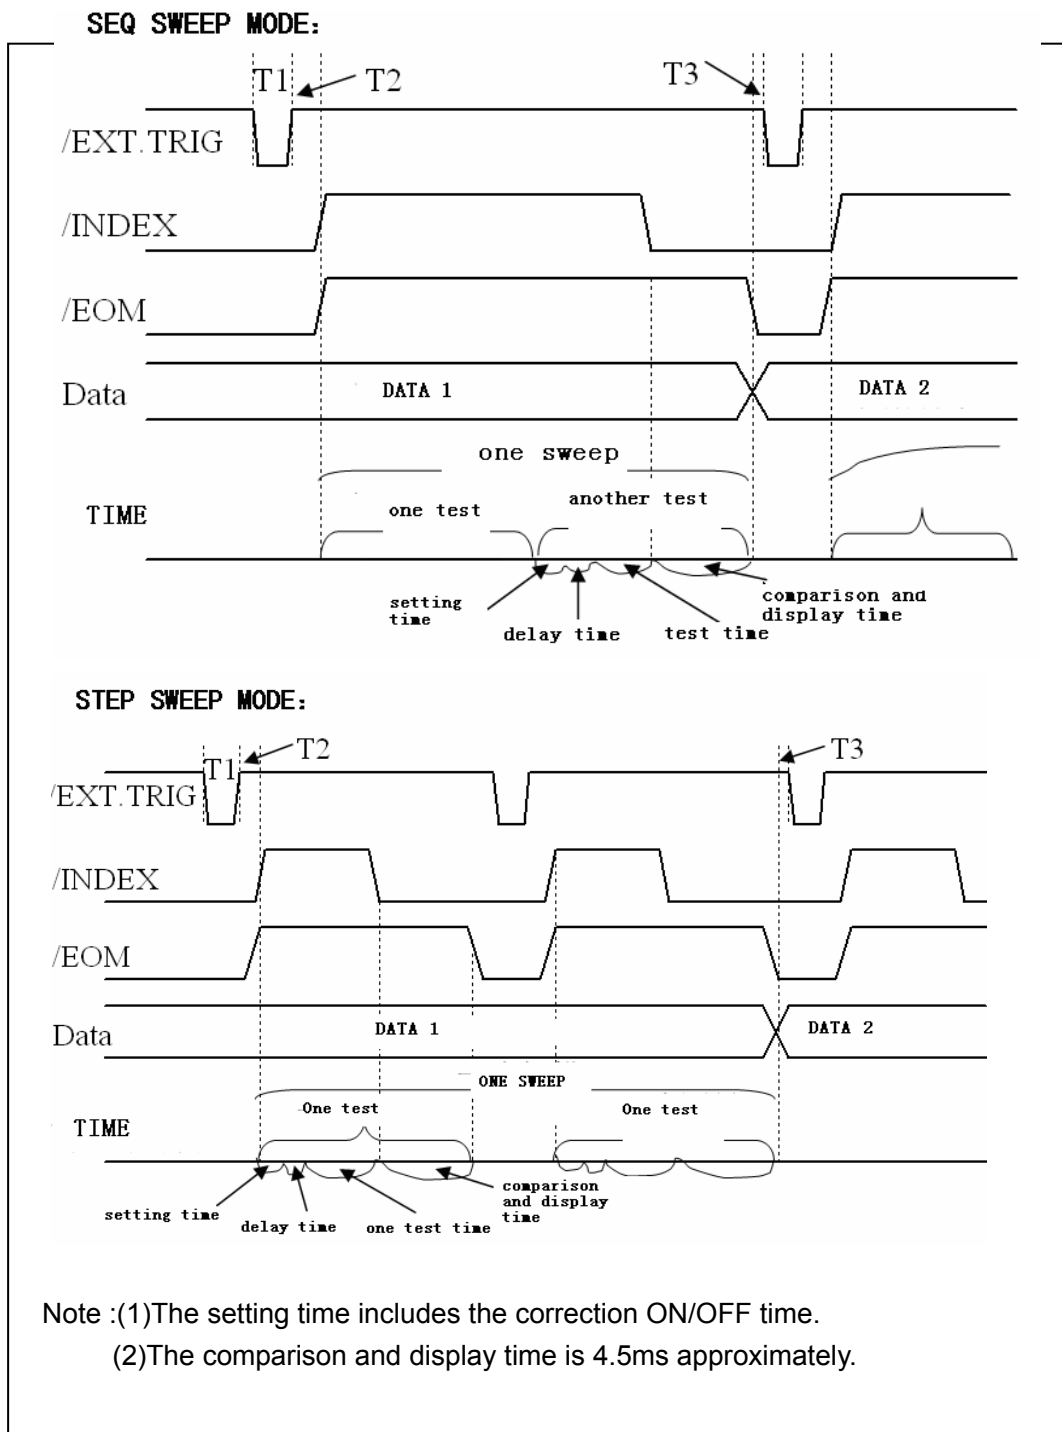 SEQ SWEEP MODE:
T1
T2
T3
/EXT.TRIG
/INDEX
/EOM
Data
DATA 1
DATA 2
one sweep
another test
one test
TIME
setting
time
delay time
test time
comparison and
display time
STEP SWEEP MODE:
T1
T2
T3
/EXT.TRIG
/INDEX
/EOM
Data
DATA 1
DATA 2
ONE SWEEP
One test
One test
TIME
setting time
delay time
one test time
comparison
and display
time
Note :(1)The setting time includes the correction ON/OFF time.
(2)The comparison and display time is 4.5ms approximately.